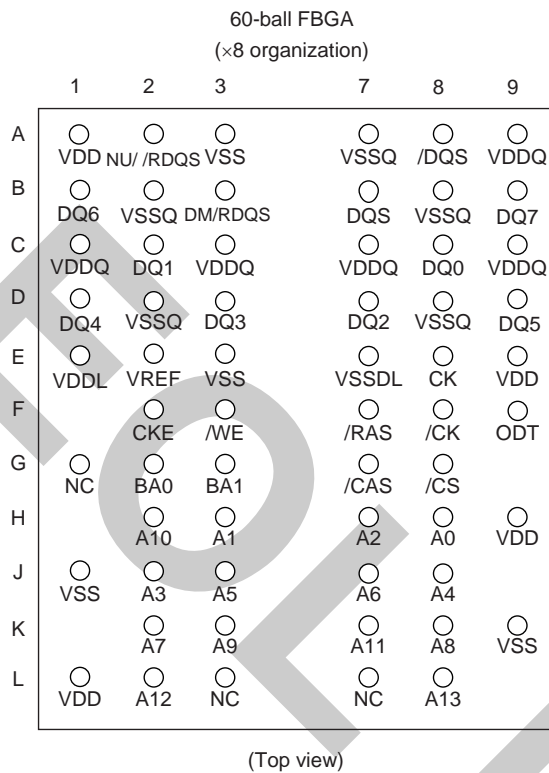 60-ball FBGA
(×8 organization)
1 2 3 7 8 9
A
VDD NU/ /RDQS VSS VSSQ /DQS VDDQ
B
DQ6 VSSQ DM/RDQS DQS VSSQ DQ7
C
VDDQ DQ1 VDDQ VDDQ DQ0 VDDQ
D
DQ4 VSSQ DQ3 DQ2 VSSQ DQ5
E
VDDL VREF VSS VSSDL CK VDD
F
CKE /WE /RAS /CK ODT
G
NC BA0 BA1 /CAS /CS
H
A10 A1 A2 A0 VDD
J
VSS A3 A5 A6 A4
K
A7 A9 A11 A8 VSS
L
VDD A12 NC NC A13
(Top view)